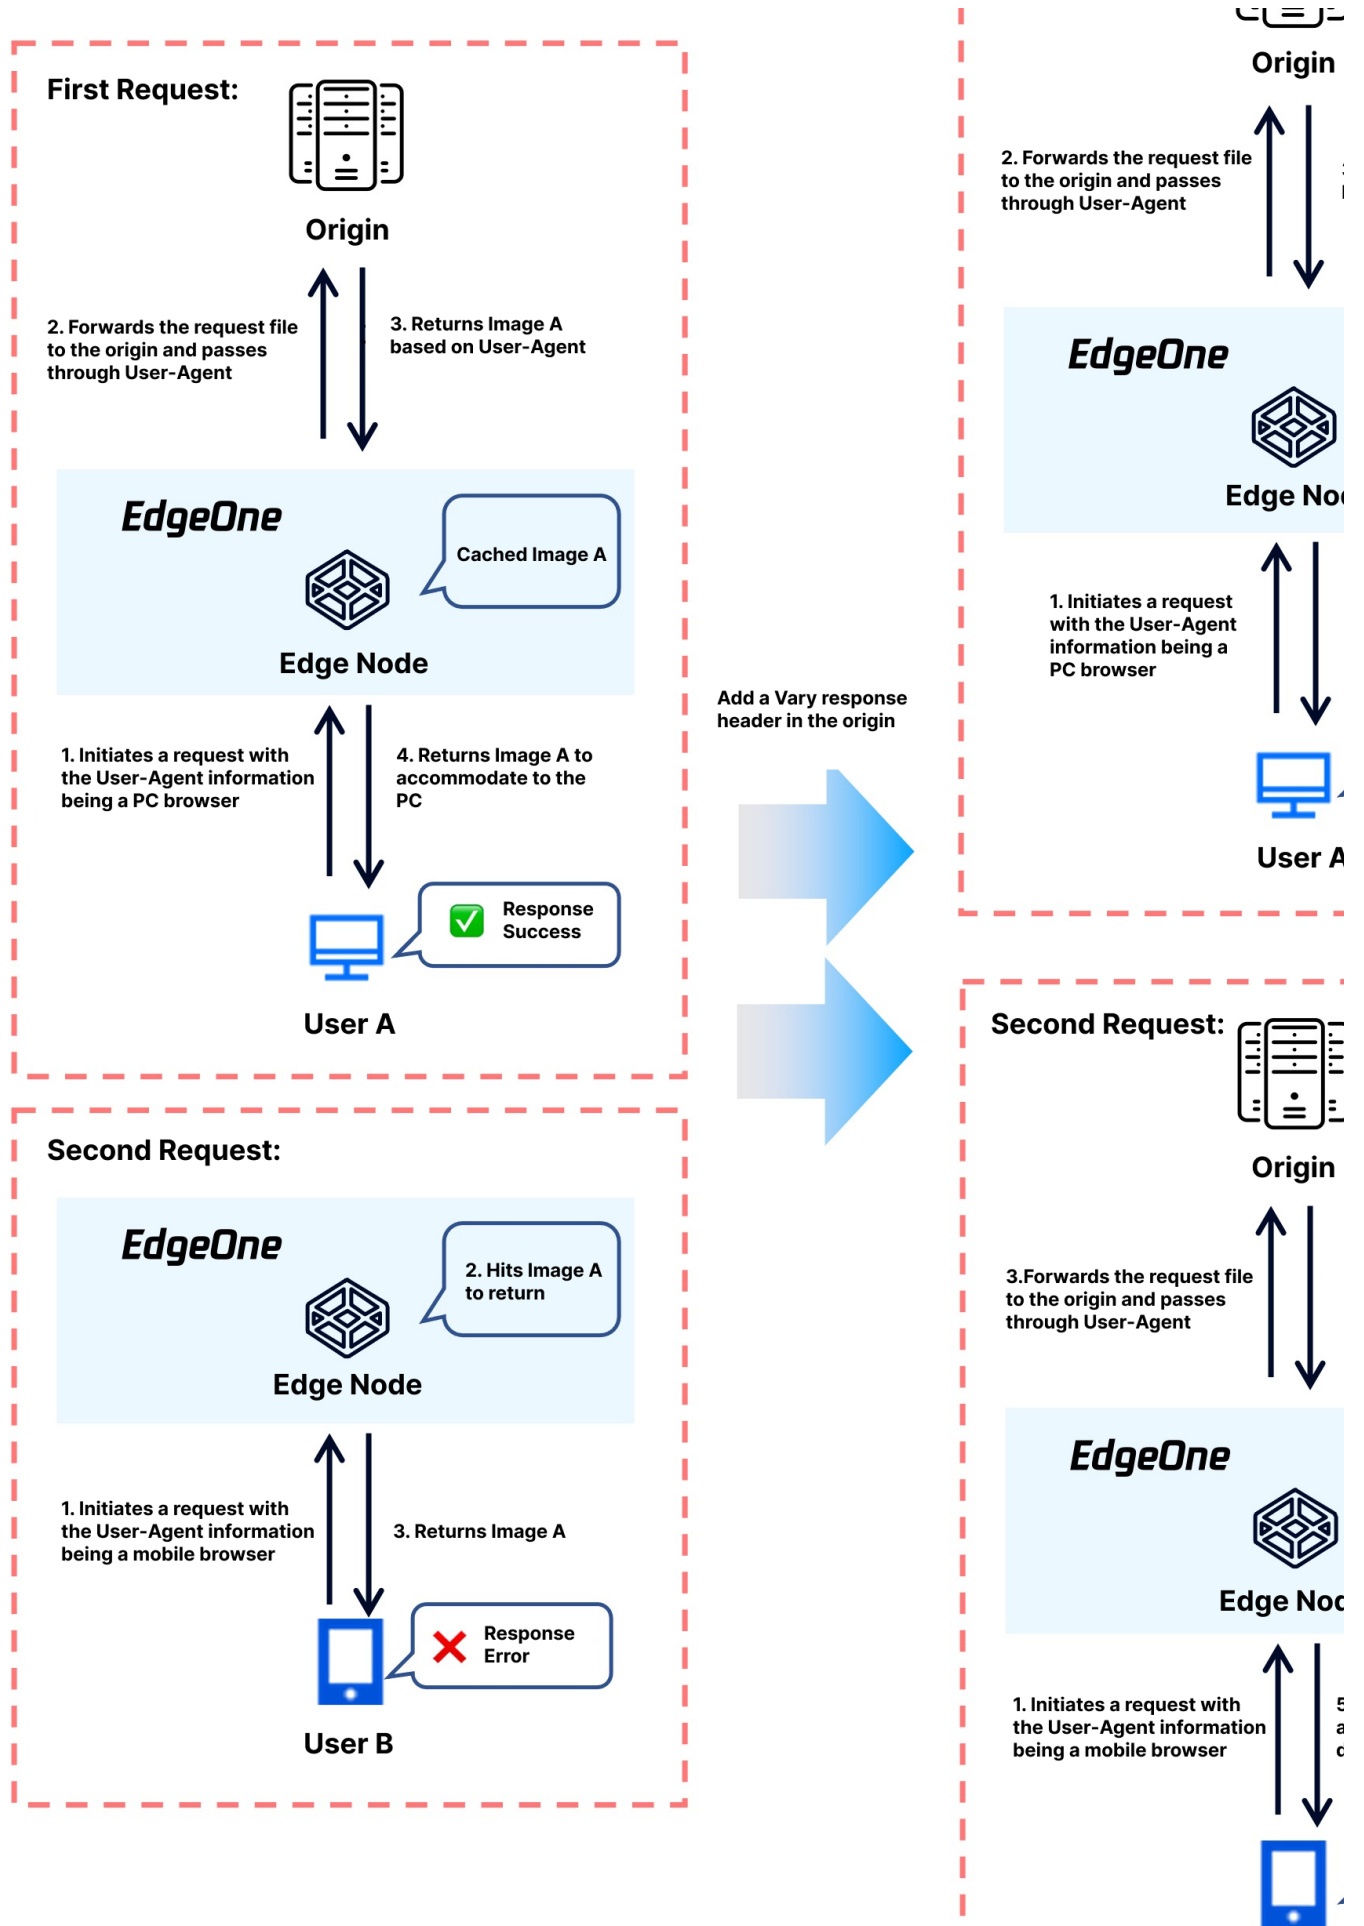 First Request:
Origin
2. Forwards the request file
to the origin and passes
through User-Agent
3. Returns Image A
based on User-Agent
EdgeOne
Cached Image A
Edge Node
1. Initiates a request with
the User-Agent information
being a PC browser
4. Returns Image A to
accommodate to the
PC
Response
Success
User A
Second Request:
EdgeOne
2. Hits Image A
to return
Edge Node
1. Initiates a request with
the User-Agent information
being a mobile browser
3. Returns Image A
Response
Error
User B
Add a Vary response
header in the origin
Origin
2. Forwards the request file
to the origin and passes
through User-Agent
EdgeOne
Edge
1. Initiates a request
with the User-Agent
information being a
PC browser
User A
Second Request:
Origin
3.Forwards the request file
to the origin and passes
through User-Agent
EdgeOne
Edge
1. Initiates a request with
the User-Agent information
being a mobile browser